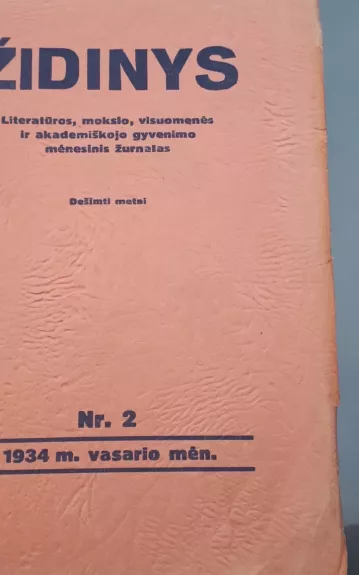 ŽIDINYS
Literatūros, mokslo, visuomenės
ir akademiškojo gyvenimo
mėnesinis žurnalas
Dešimti metai
Nr. 2
1934 m. vasario mėn.